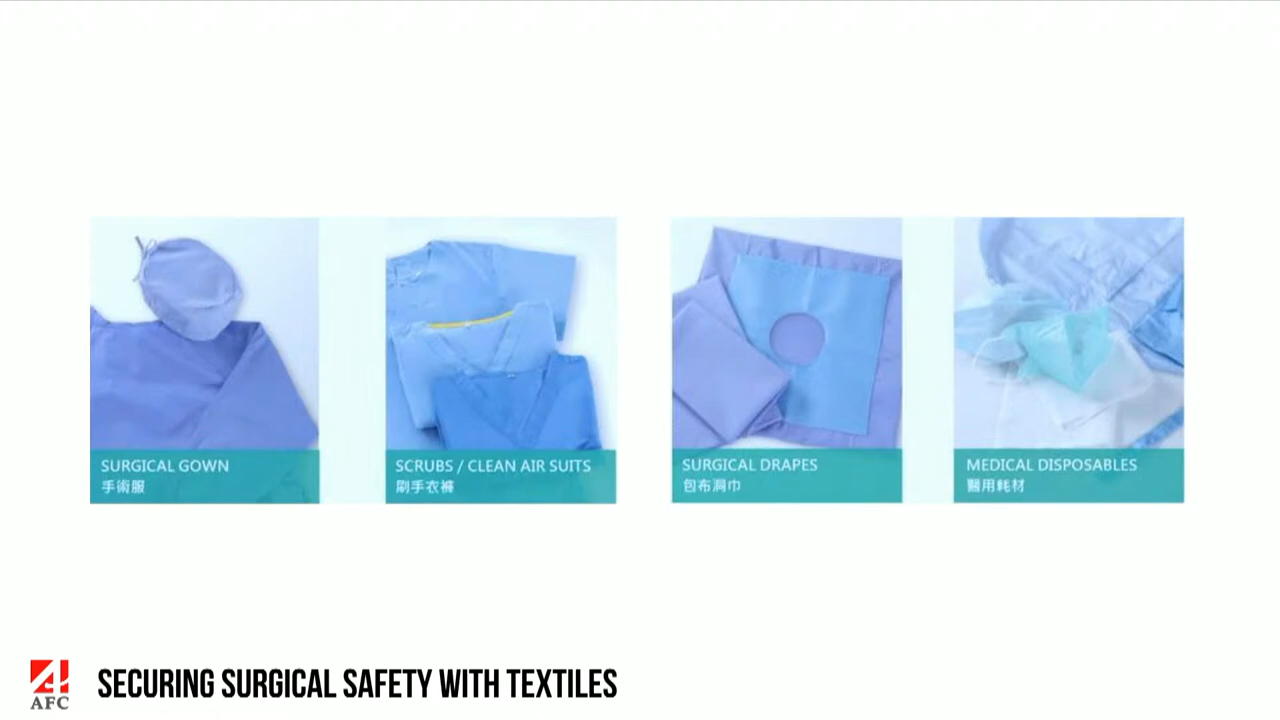 SURGICAL GOWN
手術服
SCRUBS / CLEAN AIR SUITS
刷手衣褲
SURGICAL DRAPES
包布洞巾
MEDICAL DISPOSABLES
醫用耗材
AFC
SECURING SURGICAL SAFETY WITH TEXTILES